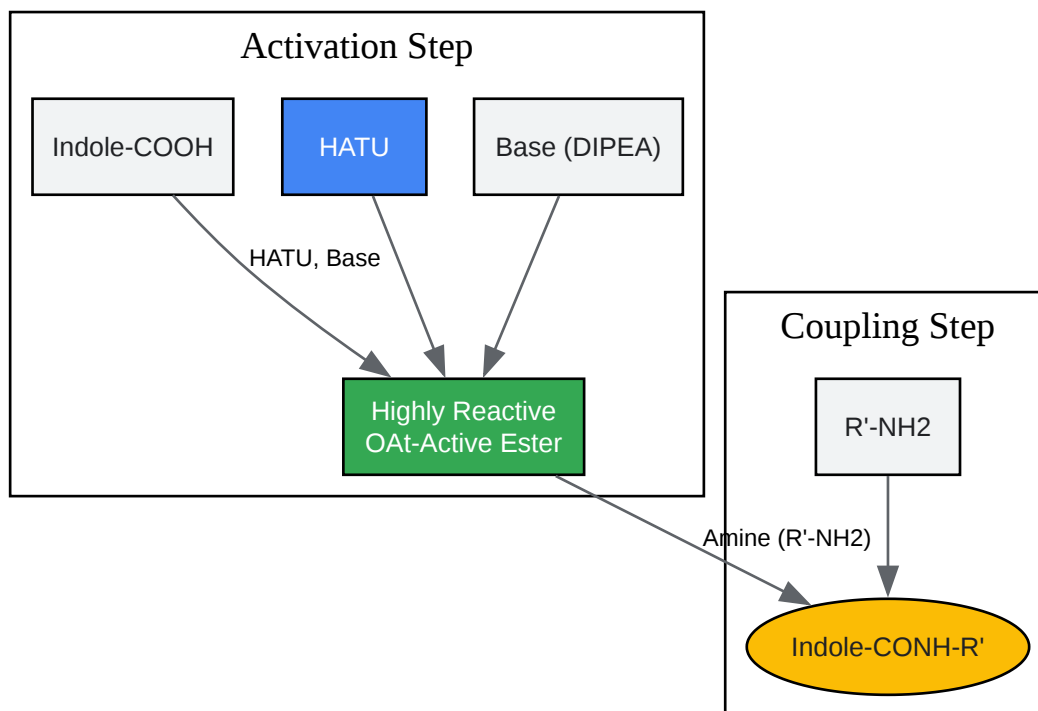 Activation Step
Indole-COOH
HATU
Base (DIPEA)
HATU, Base
Highly Reactive
OAt-Active Ester
Coupling Step
R'-NH2
Amine (R'-NH2)
Indole-CONH-R'